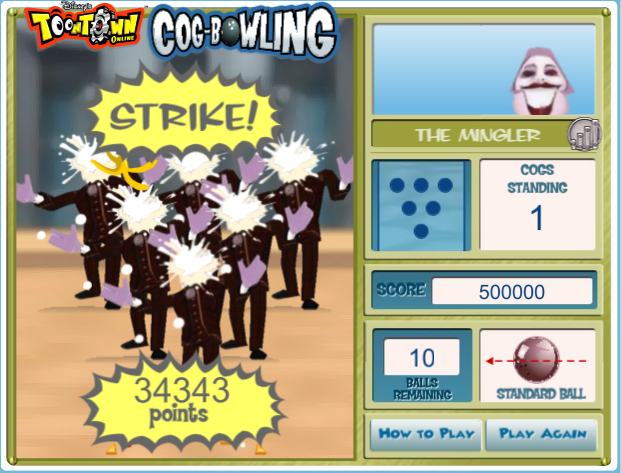 Disney's
TOONTOWN
ONLINE
COG-BOWLING
STRIKE!
34343
points
THE MINGLER
COGS
STANDING
1
SCORE 500000
10
BALLS
REMAINING
STANDARD BALL
HOW TO PLAY
PLAY AGAIN